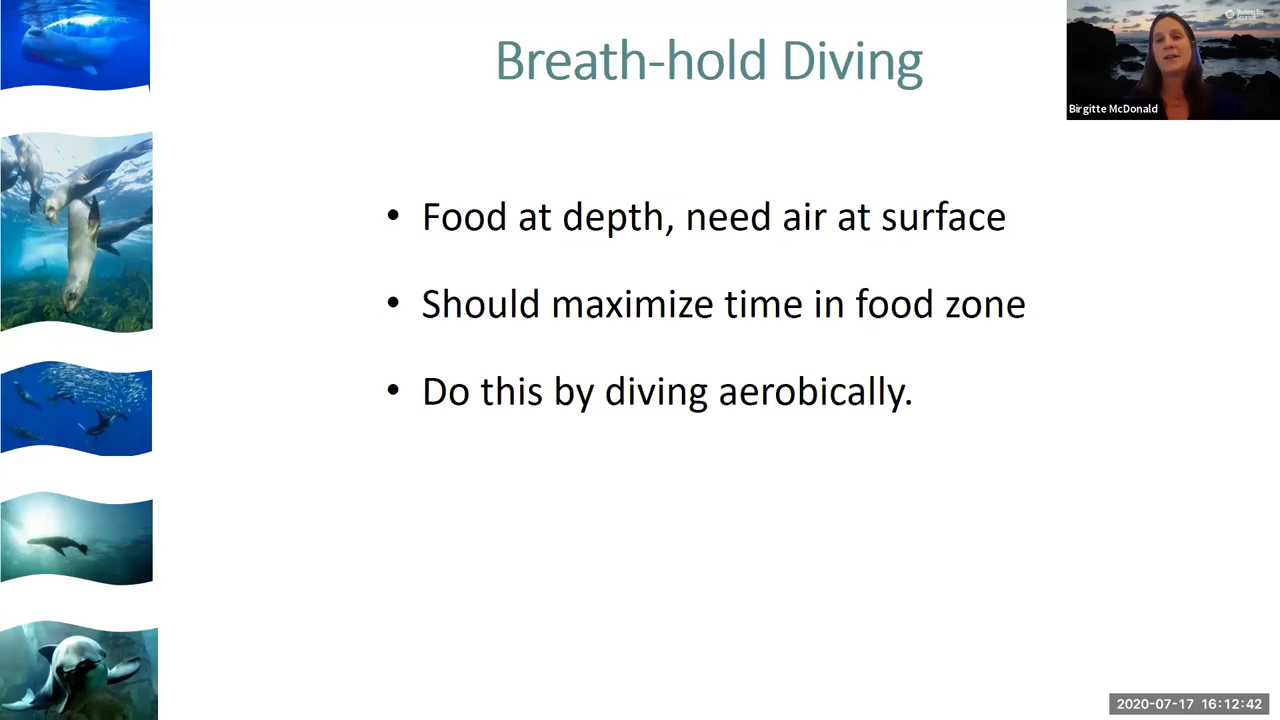 Breath-hold Diving
Birgitte McDonald
• Food at depth, need air at surface
• Should maximize time in food zone
• Do this by diving aerobically.
2020-07-17 16:12:42